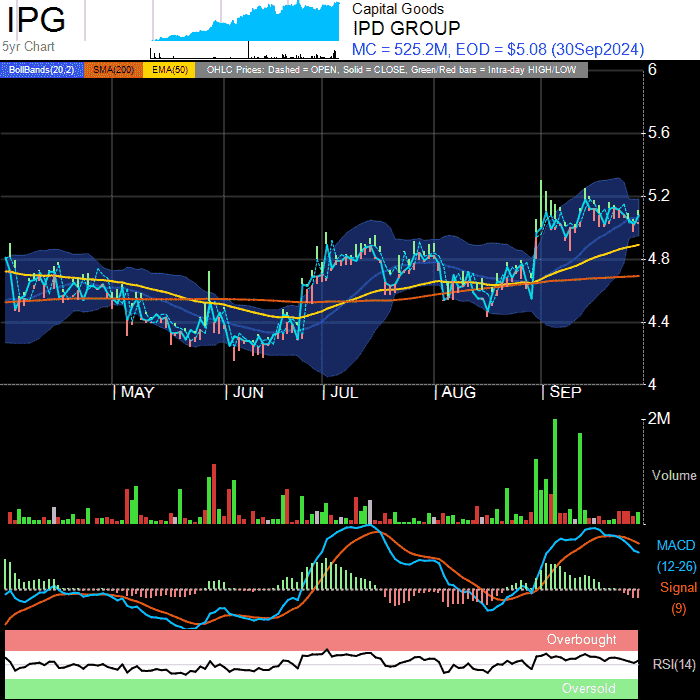 IPG
5yr Chart
Capital Goods
IPD GROUP
MC = 525.2M, EOD = $5.08 (30Sep2024)
BollBands(20,2) SMA(200) EMA(50) OHLC Prices: Dashed = OPEN, Solid = CLOSE, Green/Red bars = Intra-day HIGH/LOW
6
5.6
5.2
4.8
4.4
4
MAY JUN JUL AUG SEP
2M
Volume
MACD
(12-26)
Signal
(9)
Overbought
RSI(14)
Oversold